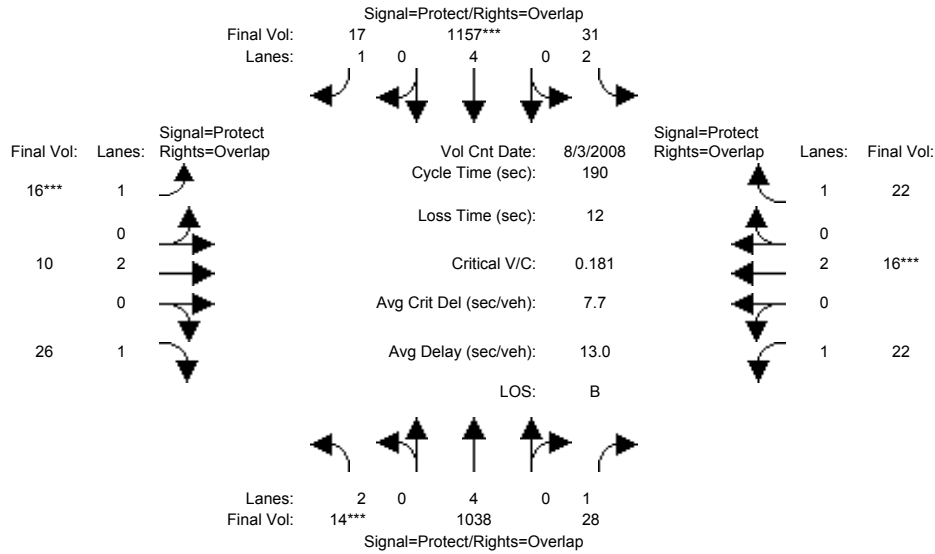 Signal=Protect/Rights=Overlap
Final Vol: 17 1157*** 31
Lanes: 1 0 4 0 2
Signal=Protect
Final Vol: Lanes: Rights=Overlap
Vol Cnt Date: 8/3/2008
Signal=Protect
Rights=Overlap Lanes: Final Vol:
Cycle Time (sec): 190
16*** 1
1 22
Loss Time (sec): 12
0
0
10 2
Critical V/C: 0.181
2 16***
0
Avg Crit Del (sec/veh): 7.7
0
26 1
Avg Delay (sec/veh): 13.0
1 22
LOS: B
Lanes: 2 0 4 0 1
Final Vol: 14*** 1038 28
Signal=Protect/Rights=Overlap